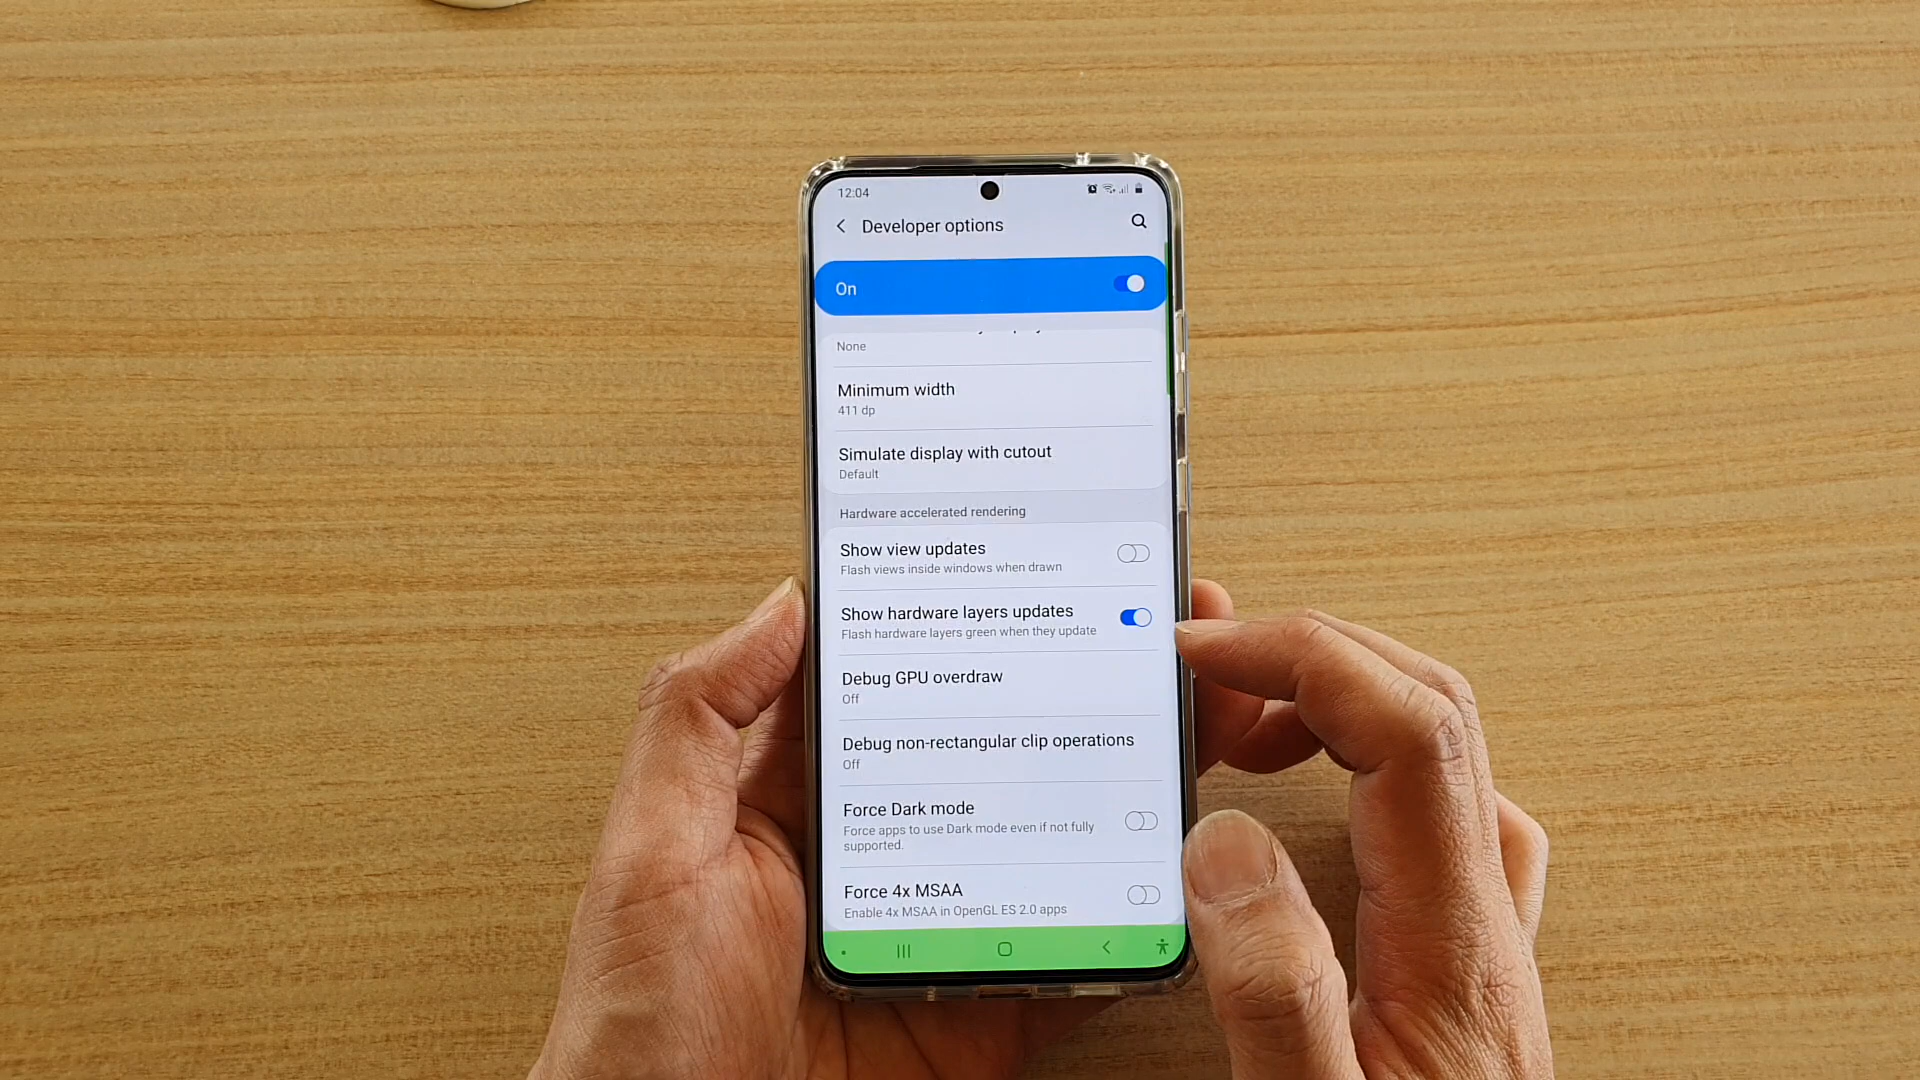 12:04
Developer options
On
None
Minimum width
411 dp
Simulate display with cutout
Default
Hardware accelerated rendering
Show view updates
Flash views inside windows when drawn
Show hardware layers updates
Flash hardware layers green when they update
Debug GPU overdraw
Off
Debug non-rectangular clip operations
Off
Force Dark mode
Force apps to use Dark mode even if not fully
supported.
Force 4x MSAA
Enable 4x MSAA in OpenGL ES 2.0 apps